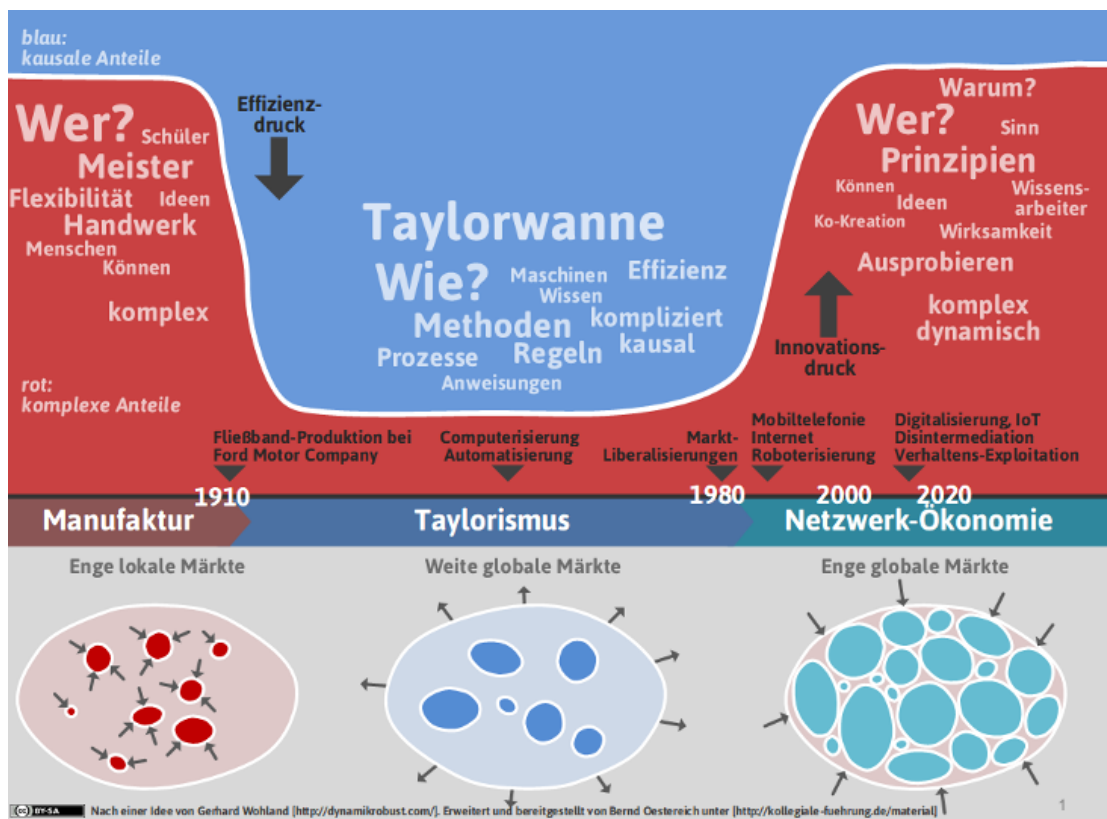 blau:
kausale Anteile
Wer?
Schüler
Meister
Flexibilität
Ideen
Handwerk
Menschen
Können
komplex
rot:
komplexe Anteile
Effizienz-
druck
Taylorwanne
Wie?
Maschinen
Effizienz
Wissen
Methoden
kompliziert
Prozesse
Regeln
kausal
Anweisungen
Warum?
Wer?
Sinn
Prinzipien
Können
Ideen
Wissens-
arbeiter
Ko-Kreation
Wirksamkeit
Ausprobieren
komplex
dynamisch
Innovations-
druck
Fließband-Produktion bei
Ford Motor Company
Computerisierung
Automatisierung
Markt-
Liberalisierungen
Mobiltelefonie
Internet
Roboterisierung
Digitalisierung, IoT
Disintermediation
Verhaltens-Exploitation
1910
1980
2000
2020
Manufaktur
Taylorismus
Netzwerk-Ökonomie
Enge lokale Märkte
Weite globale Märkte
Enge globale Märkte
cc BY-SA Nach einer Idee von Gerhard Wohland [http://dynamikrobust.com/]. Erweitert und bereitgestellt von Bernd Oestereich unter [http://kollegiale-fuehrung.de/material]
1